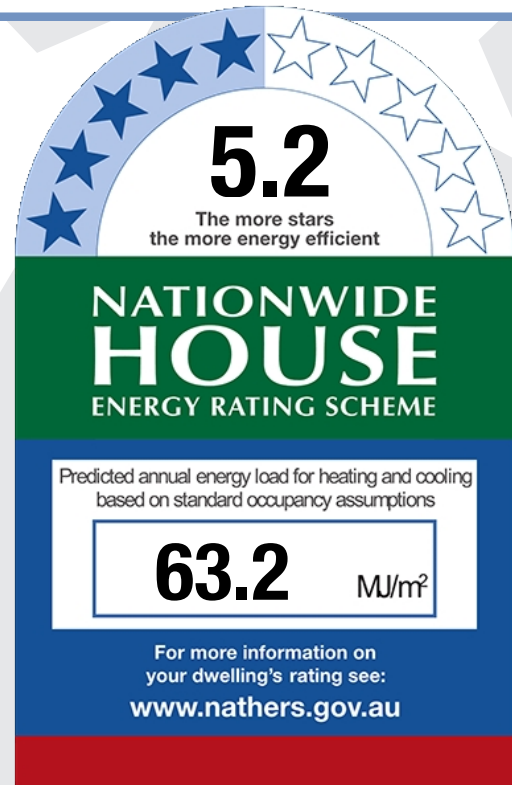 5.2
The more stars
the more energy efficient
NATIONWIDE
HOUSE
ENERGY RATING SCHEME
Predicted annual energy load for heating and cooling
based on standard occupancy assumptions
63.2 MJ/m²
For more information on
your dwelling's rating see:
www.nathers.gov.au